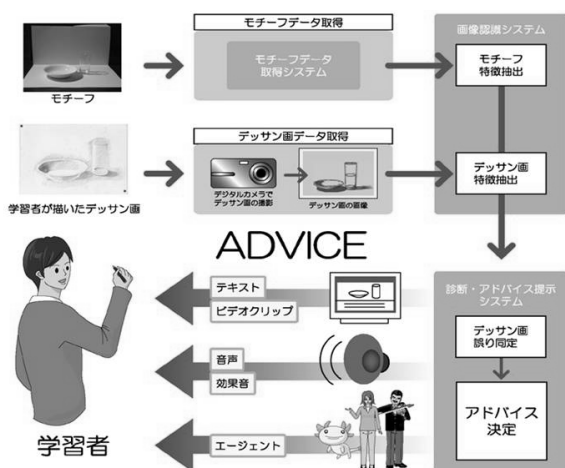 モチーフデータ取得
モチーフデータ
取得システム
モチーフ
画像認識システム
モチーフ
特徴抽出
デッサン画データ取得
デジタルカメラで
デッサン画の撮影
デッサン画の画像
学習者が描いたデッサン画
デッサン画
特徴抽出
ADVICE
テキスト
ビデオクリップ
音声
効果音
エージェント
学習者
診断・アドバイス提示
システム
デッサン画
誤り同定
アドバイス
決定